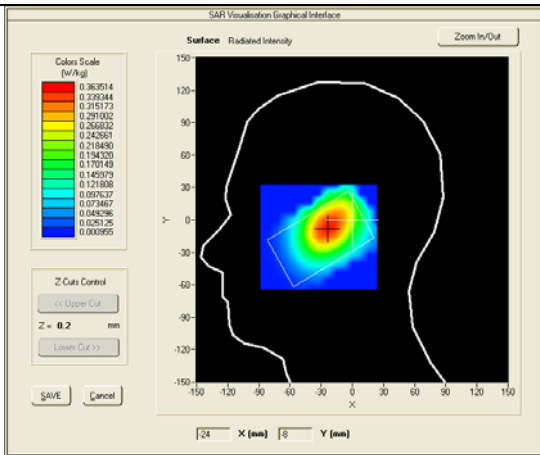 SAR Visualisation Graphical Interface
Surface Radiated Intensity
Zoom In/Out
Colors Scale
(W/kg)
0.363514
0.339344
0.315173
0.291002
0.266832
0.242661
0.218490
0.194320
0.170149
0.145979
0.121808
0.097637
0.073467
0.049296
0.025125
0.000955
150-
120-
90-
60-
30-
0-
-30-
-60-
-90-
-120-
-150-
Y
-150 -120 -90 -60 -30 0 30 60 90 120 150
X
Z Cuts Control
<< Upper Cut
Z = 0.2 mm
Lower Cut >>
SAVE Cancel
-24 X (mm) -8 Y (mm)